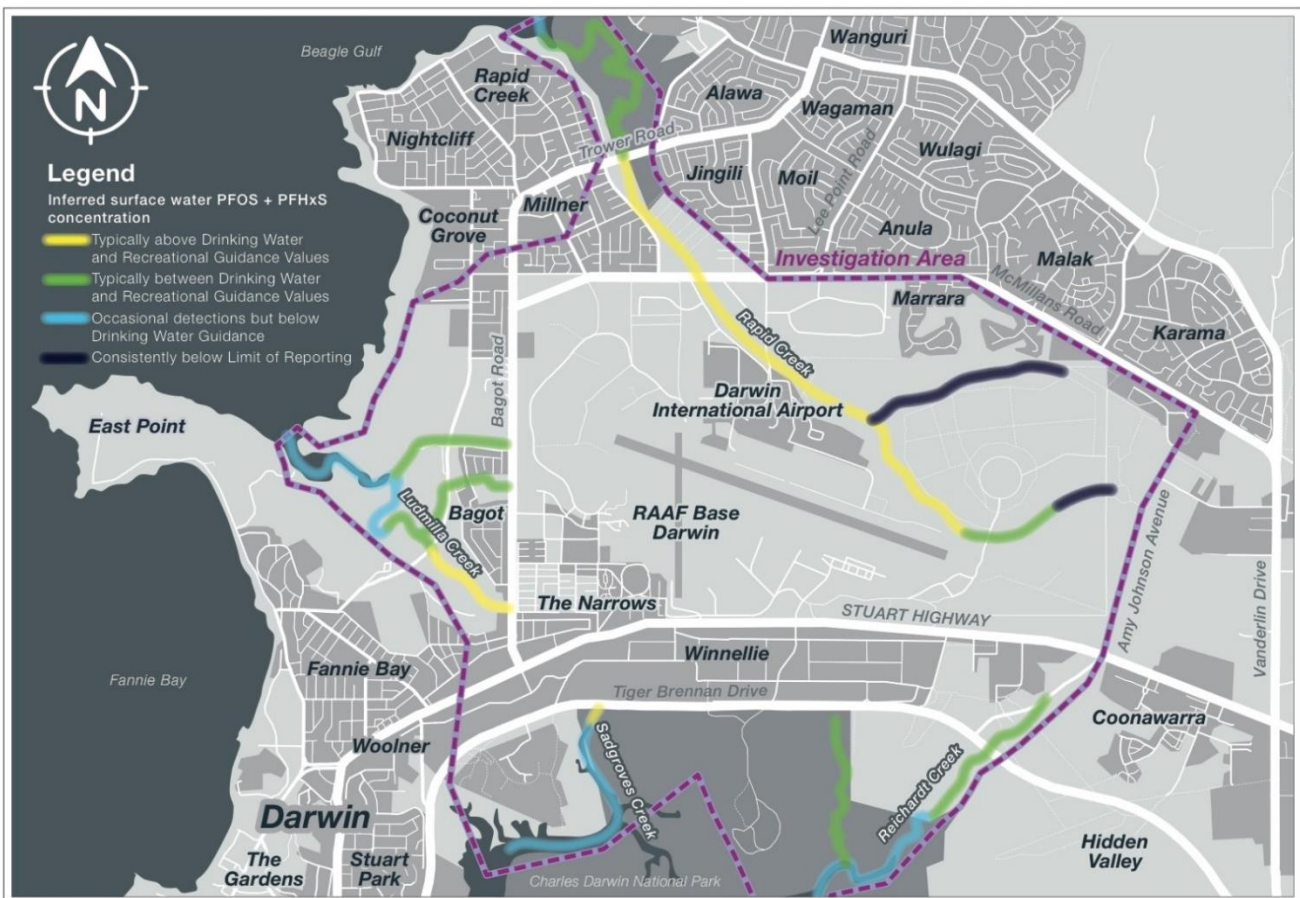 Beagle Gulf
N
Legend
Inferred surface water PFOS + PFHxS
concentration
Typically above Drinking Water
and Recreational Guidance Values
Typically between Drinking Water
and Recreational Guidance Values
Occasional detections but below
Drinking Water Guidance
Consistently below Limit of Reporting
Rapid
Creek
Nightcliff
Coconut
Grove
Millner
Trower Road
Alawa
Jingili
Wanguri
Wagaman
Moil
Lee Point Road
Wulagi
Anula
Malak
Investigation Area
Marrara
McMillans Road
Karama
Bagot Road
Rapid Creek
Darwin
International Airport
East Point
Ludmilla Creek
Bagot
RAAF Base
Darwin
The Narrows
STUART HIGHWAY
Amy Johnson Avenue
Vanderlin Drive
Winnellie
Tiger Brennan Drive
Fannie Bay
Fannie Bay
Woolner
Sadgroves Creek
Coonawarra
Reichardt Creek
Darwin
The
Gardens
Stuart
Park
Charles Darwin National Park
Hidden
Valley